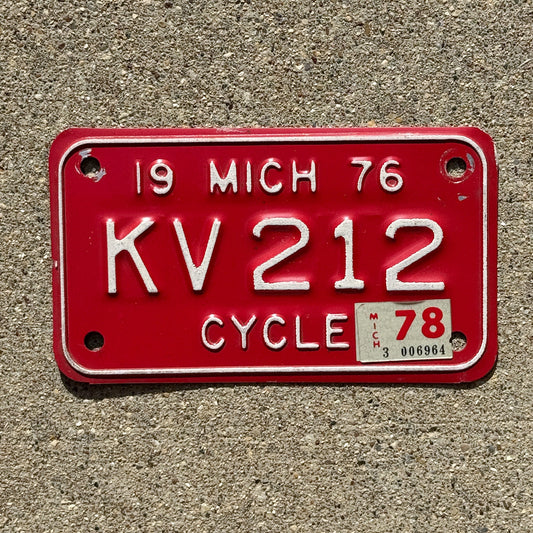 19 MICH 76
KV 212
CYCLE
MICH 78
3 006964